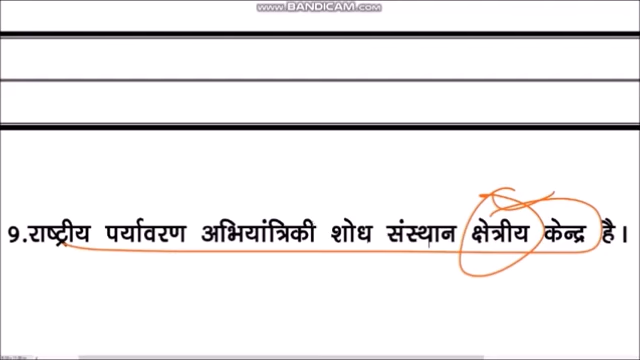 www.BANDICAM.com
9.राष्ट्रीय पर्यावरण अभियांत्रिकी शोध संस्थान क्षेत्रीय केन्द्र है।